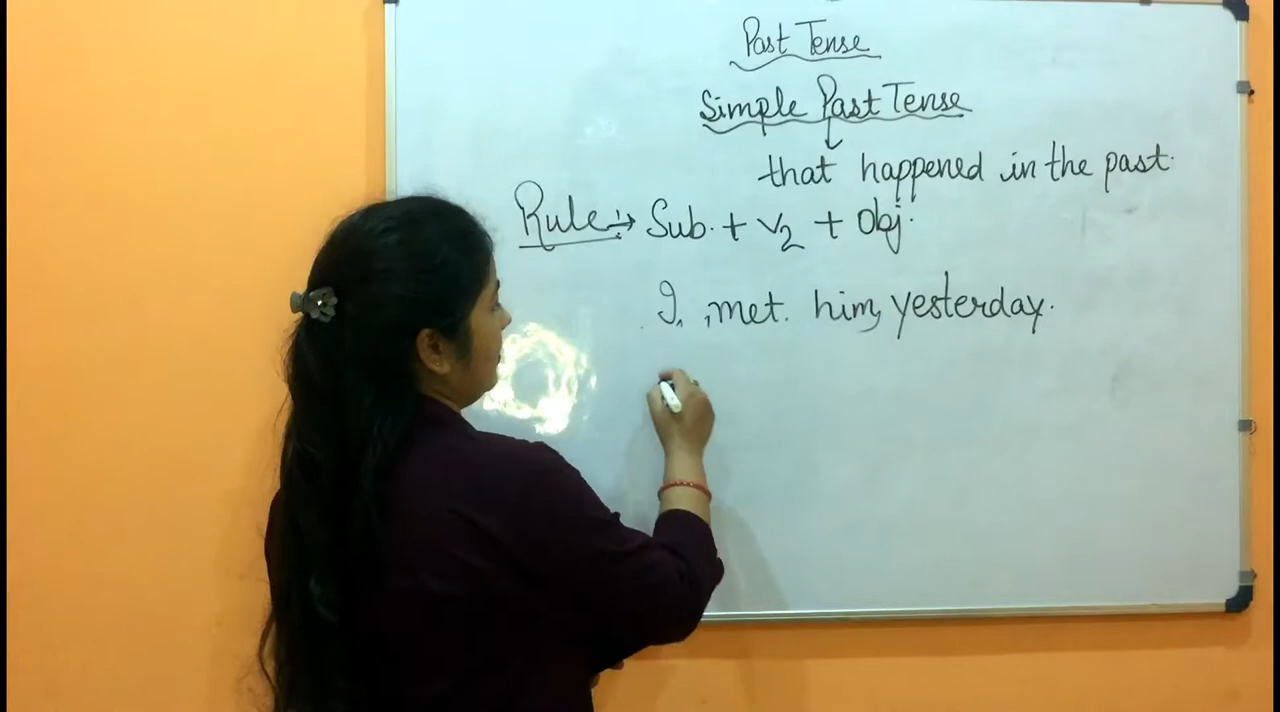 Past Tense
Simple Past Tense
that happened in the past.
Rule :→ Sub. + V2 + Obj.
I met. him, yesterday.